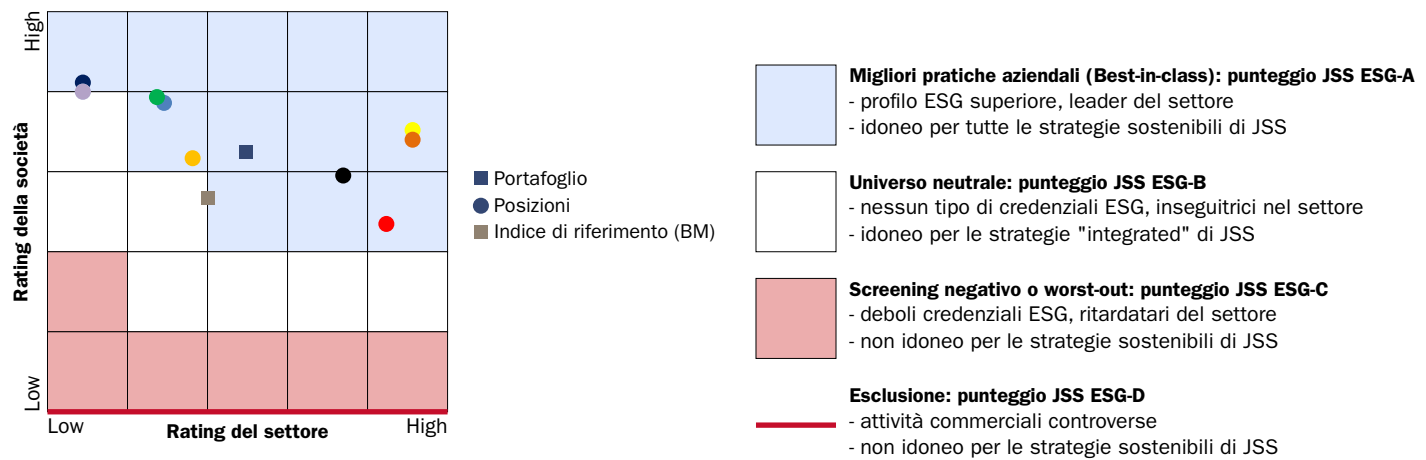 High
Rating della società
Low
Low
Rating del settore
High
Portafoglio
Posizioni
Indice di riferimento (BM)
Migliori pratiche aziendali (Best-in-class): punteggio JSS ESG-A
- profilo ESG superiore, leader del settore
- idoneo per tutte le strategie sostenibili di JSS
Universo neutrale: punteggio JSS ESG-B
- nessun tipo di credenziali ESG, inseguitrici nel settore
- idoneo per le strategie "integrated" di JSS
Screening negativo o worst-out: punteggio JSS ESG-C
- deboli credenziali ESG, ritardatari del settore
- non idoneo per le strategie sostenibili di JSS
Esclusione: punteggio JSS ESG-D
- attività commerciali controverse
- non idoneo per le strategie sostenibili di JSS